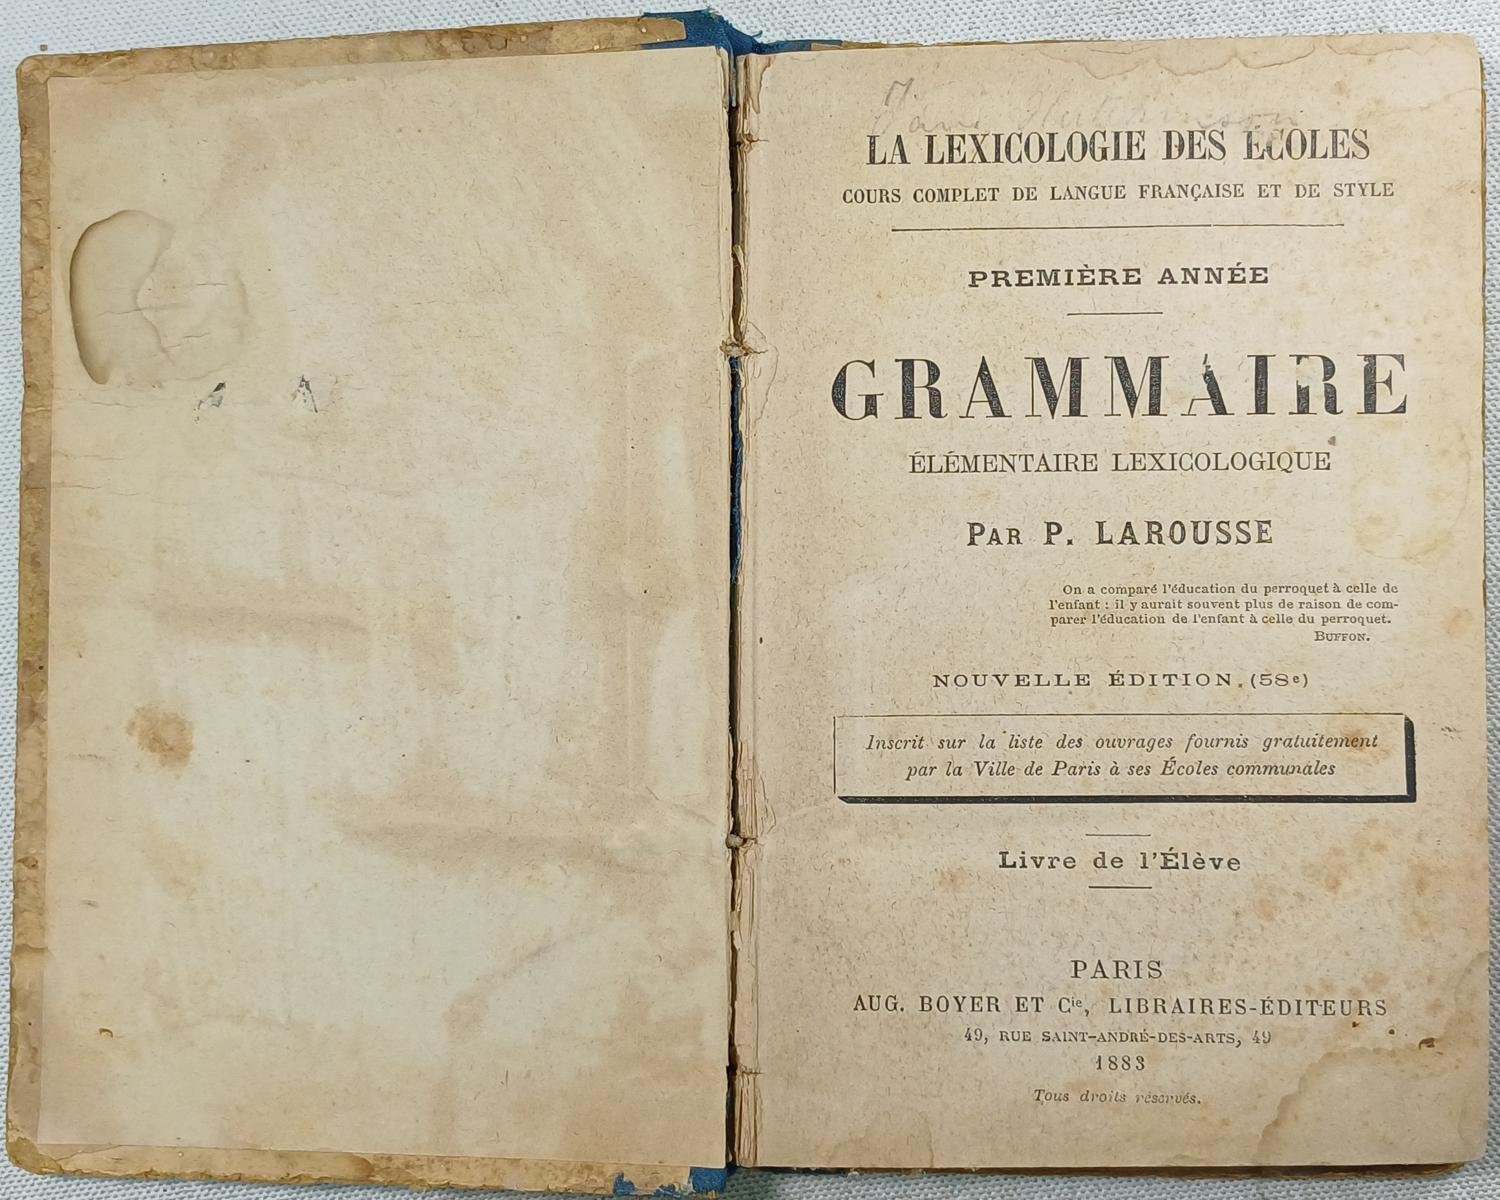 LA LEXICOLOGIE DES ÉCOLES
COURS COMPLET DE LANGUE FRANÇAISE ET DE STYLE
PREMIÈRE ANNÉE
GRAMMAIRE
ÉLÉMENTAIRE LEXICOLOGIQUE
PAR P. LAROUSSE
On a comparé l'éducation du perroquet à celle de
l'enfant : il y aurait souvent plus de raison de com-
parer l'éducation de l'enfant à celle du perroquet.
BUFFON.
NOUVELLE ÉDITION. (58e)
Inscrit sur la liste des ouvrages fournis gratuitement
par la Ville de Paris à ses Écoles communales
Livre de l'Élève
PARIS
AUG. BOYER ET Cie, LIBRAIRES-ÉDITEURS
49, RUE SAINT-ANDRÉ-DES-ARTS, 49
1883
Tous droits réservés.